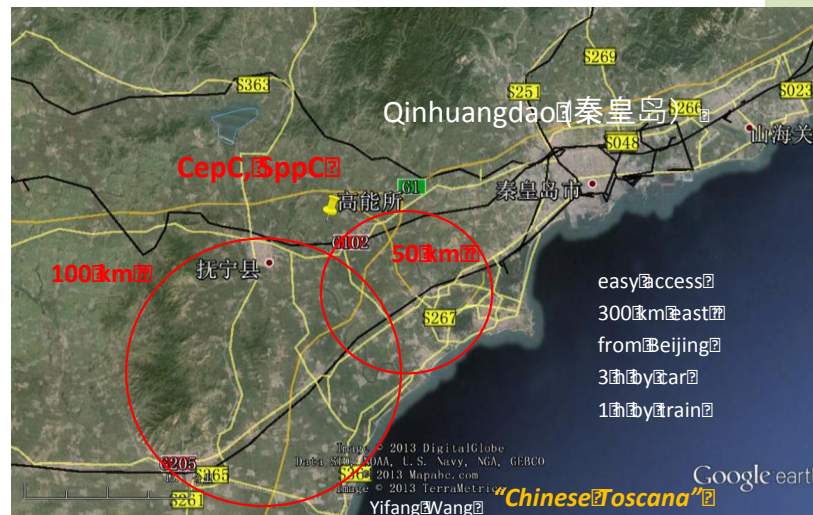 S363
S269
S251
S023
Qinhuangdao (秦皇岛)
S266
S048
山海关
CepC, SppC
G1
高能所
秦皇岛市
G102
50 km
100 km
抚宁县
easy access
S267
300 km east
from Beijing
3 h by car
1 h by train
Image © 2013 DigitalGlobe
Data SIO, NOAA, U.S. Navy, NGA, GEBCO
G205
© 2013 Mapabc.com
Image © 2013 TerraMetrics
Google earth
S261
Yifang Wang
“Chinese Toscana”